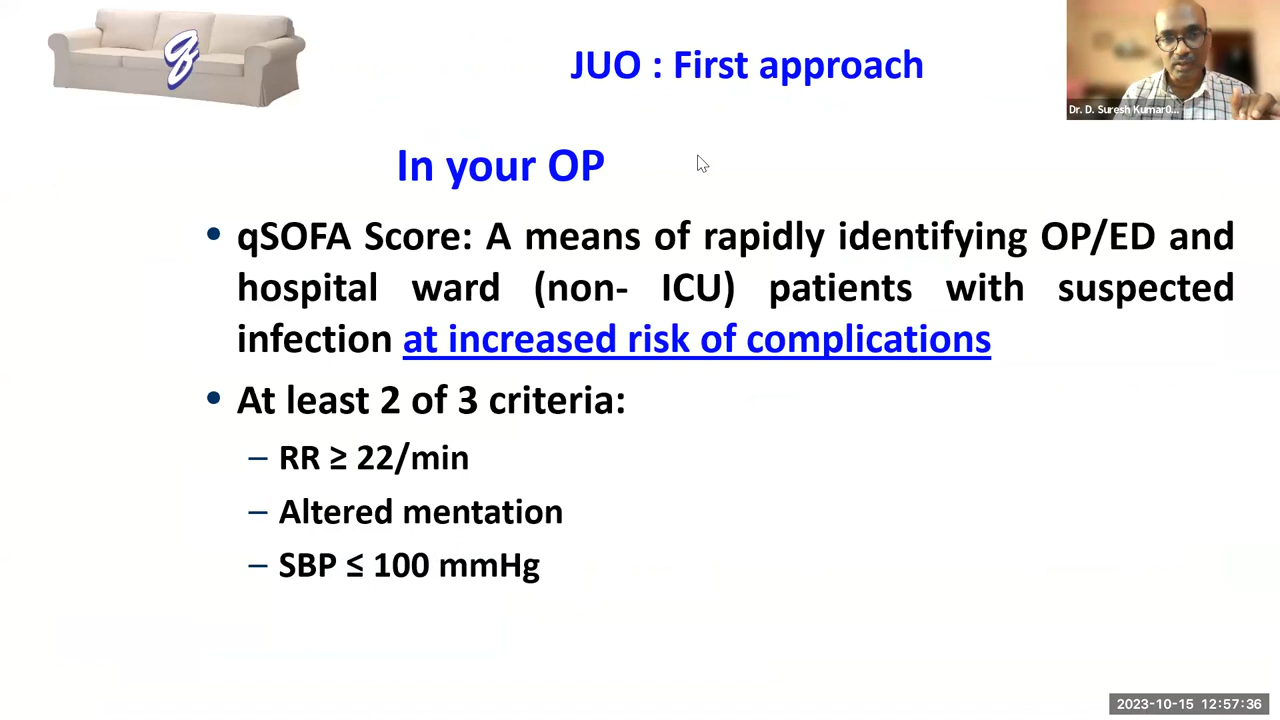 q
JUO : First approach
Dr. D. Suresh Kumar0...
In your OP
• qSOFA Score: A means of rapidly identifying OP/ED and
hospital ward (non- ICU) patients with suspected
infection at increased risk of complications
• At least 2 of 3 criteria:
– RR ≥ 22/min
– Altered mentation
– SBP ≤ 100 mmHg
2023-10-15 12:57:36